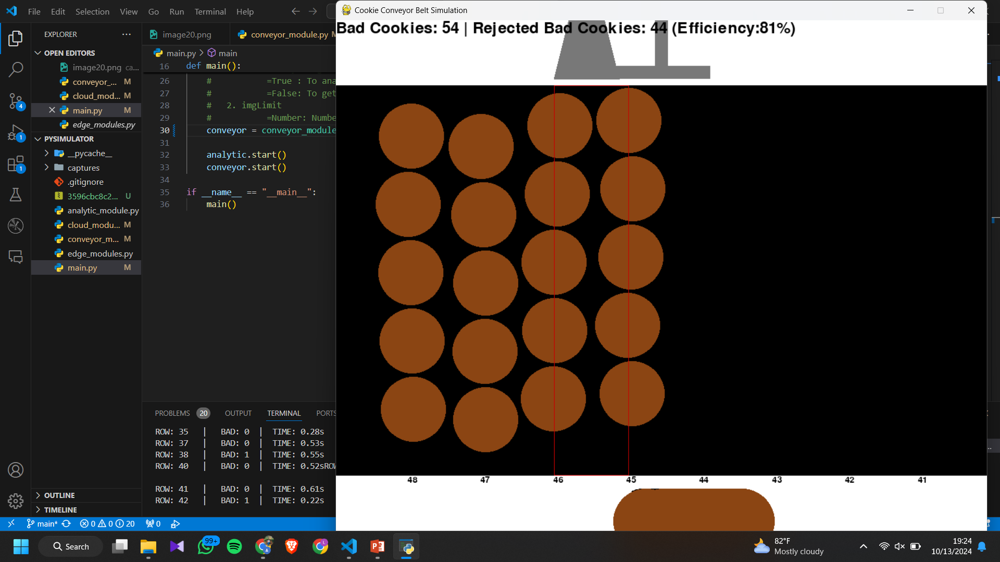 File Edit Selection View Go Run Terminal Help
Cookie Conveyor Belt Simulation
Bad Cookies: 54 | Rejected Bad Cookies: 44 (Efficiency:81%)
EXPLORER
image20.png
conveyor_module.py M
OPEN EDITORS
image20.png ca...
conveyor_... M
cloud_mod... M
main.py M
edge_modules.py
PYSIMULATOR
__pycache__
captures
.gitignore
3596cbc8c2... U
analytic_module.py
cloud_modu... M
conveyor_m... M
edge_modules.py
main.py M
OUTLINE
TIMELINE
4
1
1
main.py > main
16 def main():
26 # =True : To ana
27 # =False: To get
28 # 2. imgLimit
29 # =Number: Numbe
30 conveyor = conveyor_module
31
32 analytic.start()
33 conveyor.start()
34
35 if __name__ == "__main__":
36 main()
PROBLEMS 20 OUTPUT TERMINAL PORTS
ROW: 35 | BAD: 0 | TIME: 0.28s
ROW: 37 | BAD: 0 | TIME: 0.53s
ROW: 38 | BAD: 1 | TIME: 0.55s
ROW: 40 | BAD: 0 | TIME: 0.52sROW
ROW: 41 | BAD: 0 | TIME: 0.61s
ROW: 42 | BAD: 1 | TIME: 0.22s
48 47 46 45 44 43 42 41
main* 0 0 20 0
Search
99+
82°F
Mostly cloudy
19:24
10/13/2024